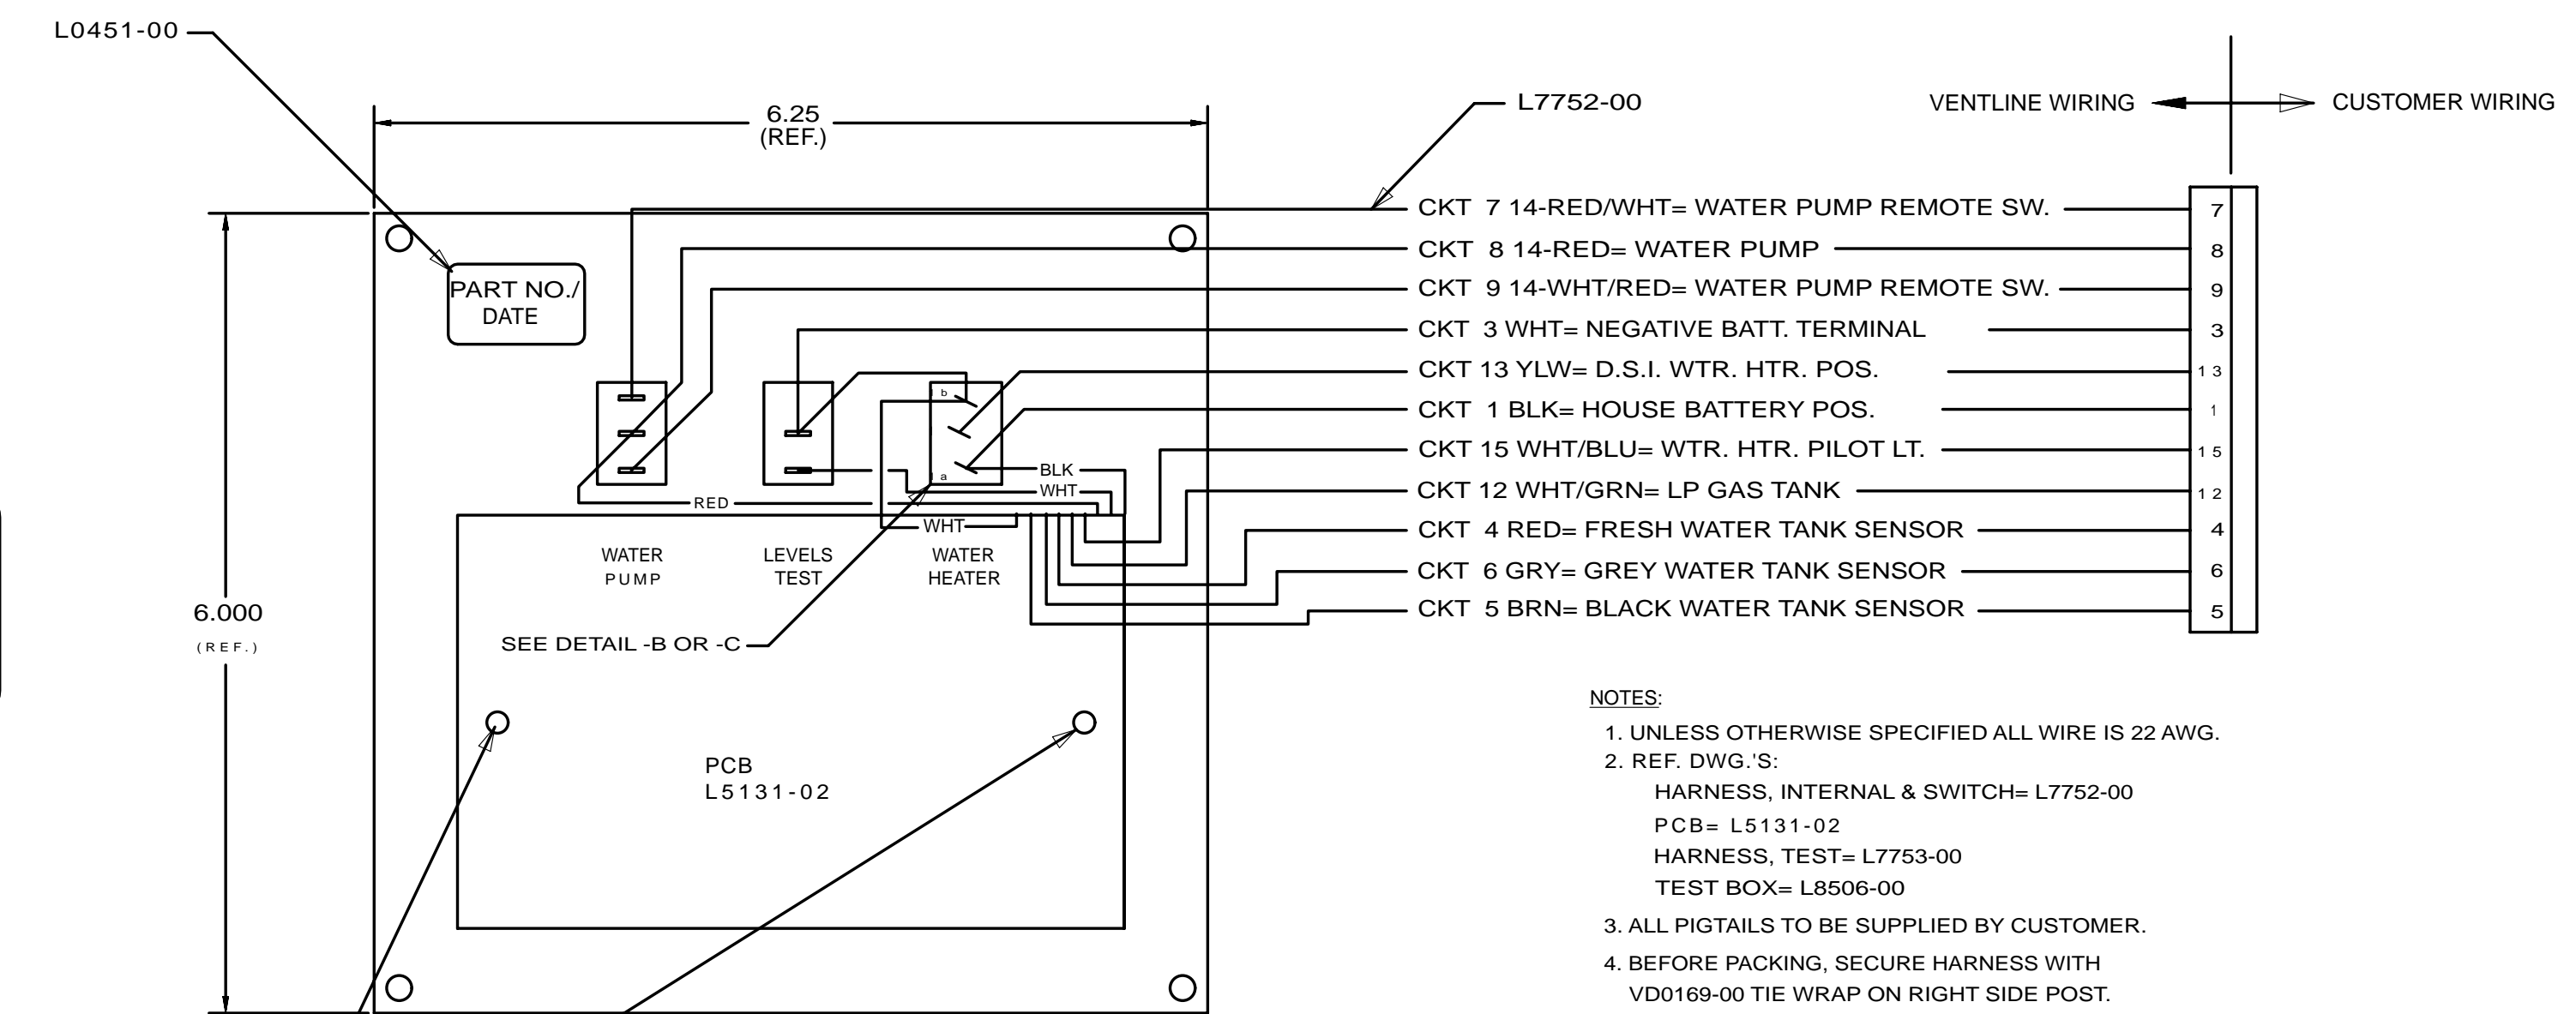 L0451-00
6.25
(REF.)
L7752-00
VENTLINE WIRING
CUSTOMER WIRING
PART NO./
DATE
CKT 7 14-RED/WHT= WATER PUMP REMOTE SW.
7
CKT 8 14-RED= WATER PUMP
8
CKT 9 14-WHT/RED= WATER PUMP REMOTE SW.
9
CKT 3 WHT= NEGATIVE BATT. TERMINAL
3
CKT 13 YLW= D.S.I. WTR. HTR. POS.
13
CKT 1 BLK= HOUSE BATTERY POS.
1
CKT 15 WHT/BLU= WTR. HTR. PILOT LT.
15
CKT 12 WHT/GRN= LP GAS TANK
12
CKT 4 RED= FRESH WATER TANK SENSOR
4
CKT 6 GRY= GREY WATER TANK SENSOR
6
CKT 5 BRN= BLACK WATER TANK SENSOR
5
b
a
BLK
WHT
RED
WHT
WATER
PUMP
LEVELS
TEST
WATER
HEATER
6.000
(REF.)
SEE DETAIL -B OR -C
PCB
L5131-02
NOTES:
1. UNLESS OTHERWISE SPECIFIED ALL WIRE IS 22 AWG.
2. REF. DWG.'S:
HARNESS, INTERNAL & SWITCH= L7752-00
PCB= L5131-02
HARNESS, TEST= L7753-00
TEST BOX= L8506-00
3. ALL PIGTAILS TO BE SUPPLIED BY CUSTOMER.
4. BEFORE PACKING, SECURE HARNESS WITH
VD0169-00 TIE WRAP ON RIGHT SIDE POST.